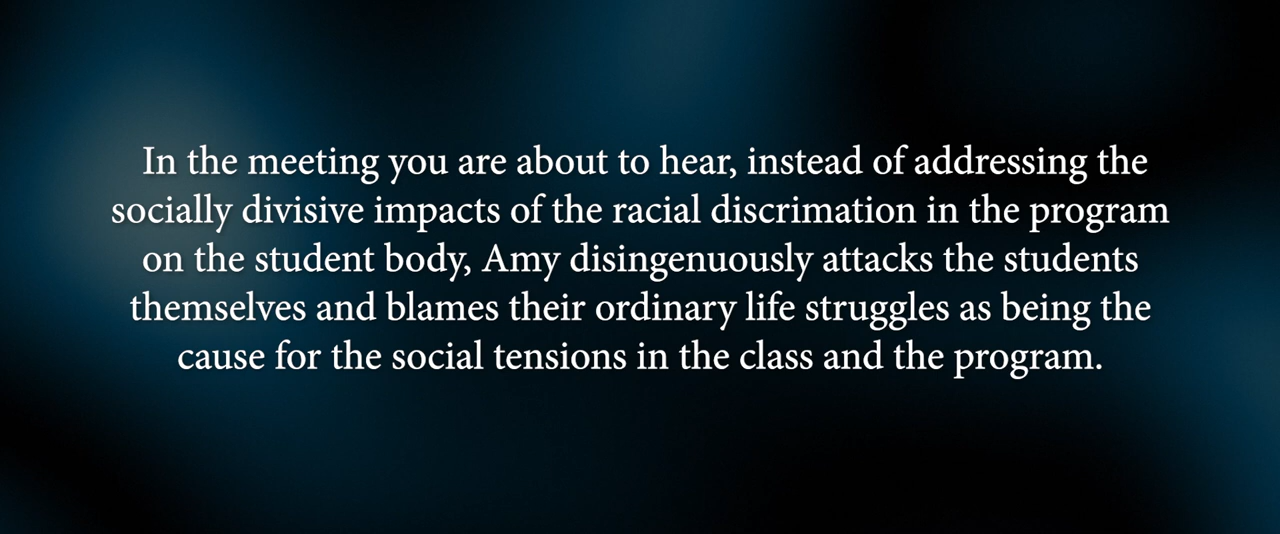 In the meeting you are about to hear, instead of addressing the
socially divisive impacts of the racial discrimation in the program
on the student body, Amy disingenuously attacks the students
themselves and blames their ordinary life struggles as being the
cause for the social tensions in the class and the program.